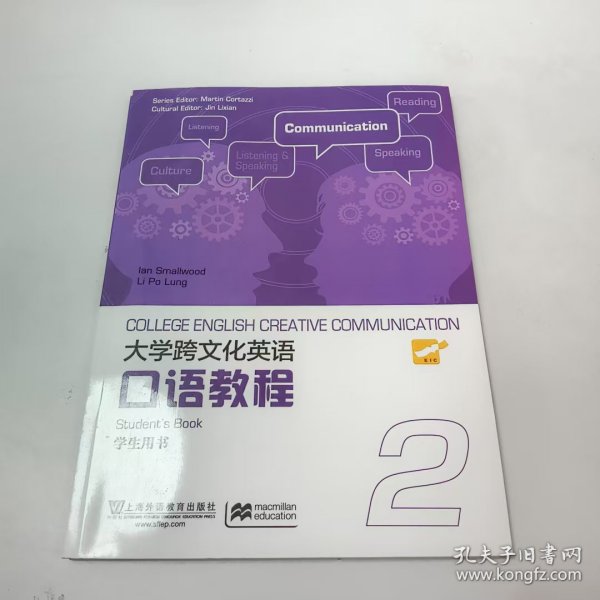 Series Editor: Martin Cortazzi
Cultural Editor: Jin Lixian
Reading
Listening
Communication
Listening &
Speaking
Speaking
Culture
Ian Smallwood
Li Po Lung
COLLEGE ENGLISH CREATIVE COMMUNICATION
大学跨文化英语
口语教程
Student's Book
学生用书
2
上海外语教育出版社
www.sflep.com
macmillan
education
孔夫子旧书网
www.kongfz.com